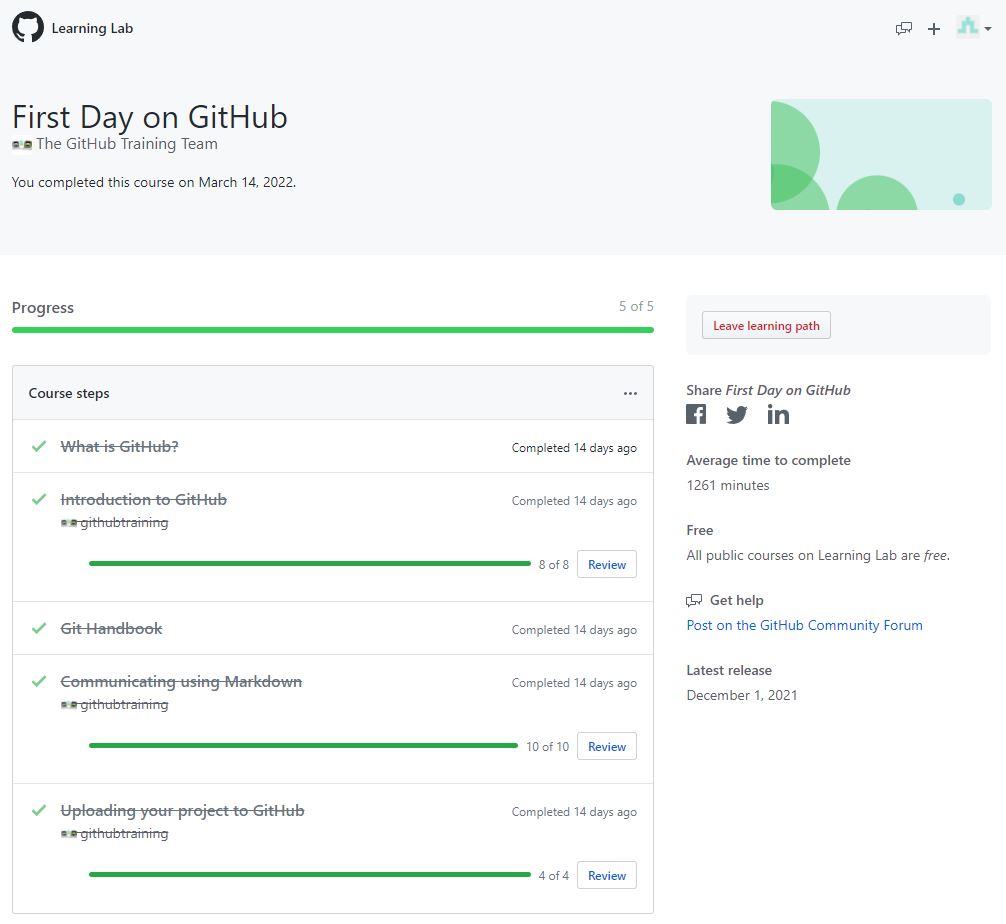 Learning Lab
First Day on GitHub
The GitHub Training Team
You completed this course on March 14, 2022.
Progress
5 of 5
Course steps
What is GitHub?
Completed 14 days ago
Introduction to GitHub
Completed 14 days ago
githubtraining
8 of 8
Review
Git Handbook
Completed 14 days ago
Communicating using Markdown
Completed 14 days ago
githubtraining
10 of 10
Review
Uploading your project to GitHub
Completed 14 days ago
githubtraining
4 of 4
Review
Leave learning path
Share First Day on GitHub
Average time to complete
1261 minutes
Free
All public courses on Learning Lab are free.
Get help
Post on the GitHub Community Forum
Latest release
December 1, 2021